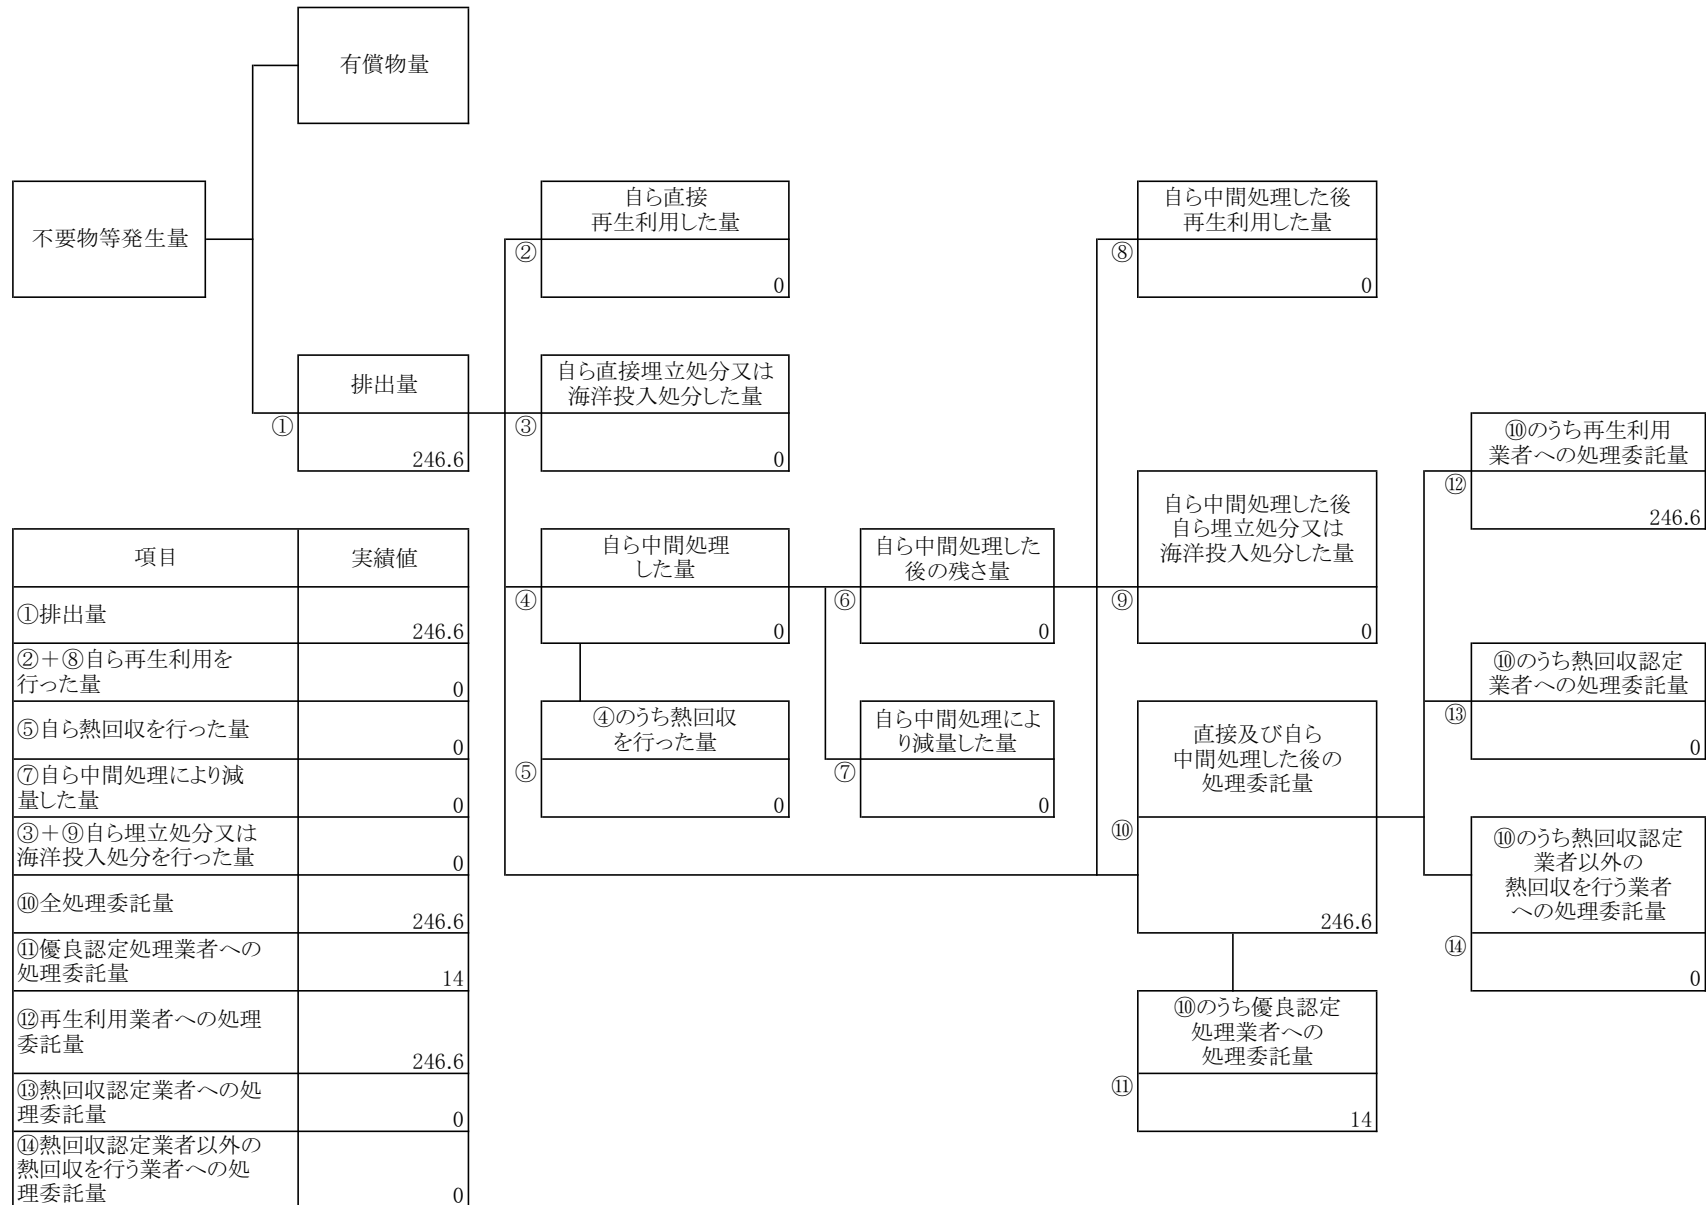 有償物量
不要物等発生量
自ら直接
再生利用した量
②
0
自ら中間処理した後
再生利用した量
⑧
0
排出量
①
246.6
自ら直接埋立処分又は
海洋投入処分した量
③
0
⑩のうち再生利用
業者への処理委託量
⑫
246.6
自ら中間処理した後
自ら埋立処分又は
海洋投入処分した量
⑨
0
自ら中間処理
した量
④
0
自ら中間処理した
後の残さ量
⑥
0
⑩のうち熱回収認定
業者への処理委託量
⑬
0
④のうち熱回収
を行った量
⑤
0
自ら中間処理によ
り減量した量
⑦
0
直接及び自ら
中間処理した後の
処理委託量
⑩
246.6
⑩のうち熱回収認定
業者以外の
熱回収を行う業者
への処理委託量
⑭
0
⑩のうち優良認定
処理業者への
処理委託量
⑪
14
項目 実績値
①排出量
246.6
②＋⑧自ら再生利用を
行った量 0
⑤自ら熱回収を行った量
0
⑦自ら中間処理により減
量した量 0
③＋⑨自ら埋立処分又は
海洋投入処分を行った量 0
⑩全処理委託量
246.6
⑪優良認定処理業者への
処理委託量 14
⑫再生利用業者への処理
委託量
246.6
⑬熱回収認定業者への処
理委託量 0
⑭熱回収認定業者以外の
熱回収を行う業者への処
理委託量 0